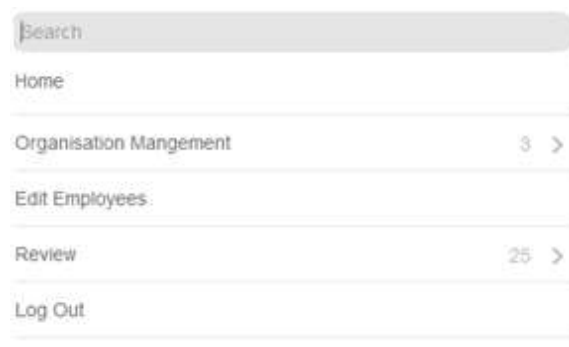 Search
Home
Organisation Mangement 3 >
Edit Employees
Review 25 >
Log Out